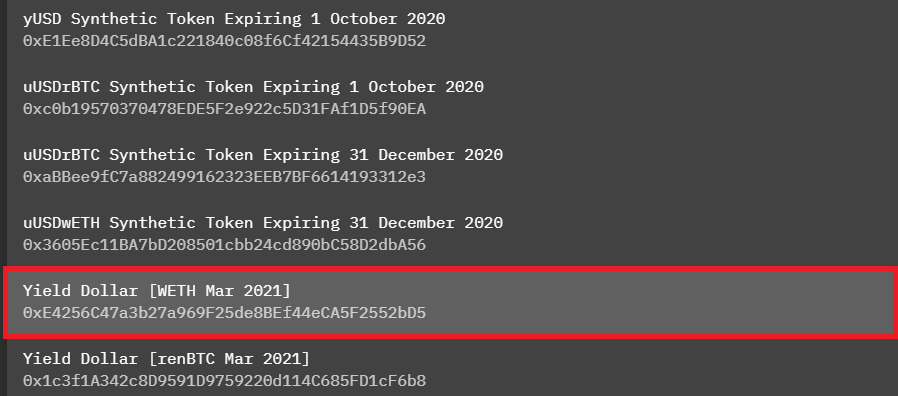 yUSD Synthetic Token Expiring 1 October 2020
0xE1Ee8D4C5dBA1c221840c08f6Cf42154435B9D52
uUSDrBTC Synthetic Token Expiring 1 October 2020
0xc0b19570370478EDE5F2e922c5D31FAf1D5f90EA
uUSDrBTC Synthetic Token Expiring 31 December 2020
0xaBBee9fC7a882499162323EEB7BF6614193312e3
uUSDwETH Synthetic Token Expiring 31 December 2020
0x3605Ec11BA7bD208501cbb24cd890bC58D2dbA56
Yield Dollar [WETH Mar 2021]
0xE4256C47a3b27a969F25de8BEf44eCA5F2552bD5
Yield Dollar [renBTC Mar 2021]
0x1c3f1A342c8D9591D9759220d114C685FD1cF6b8